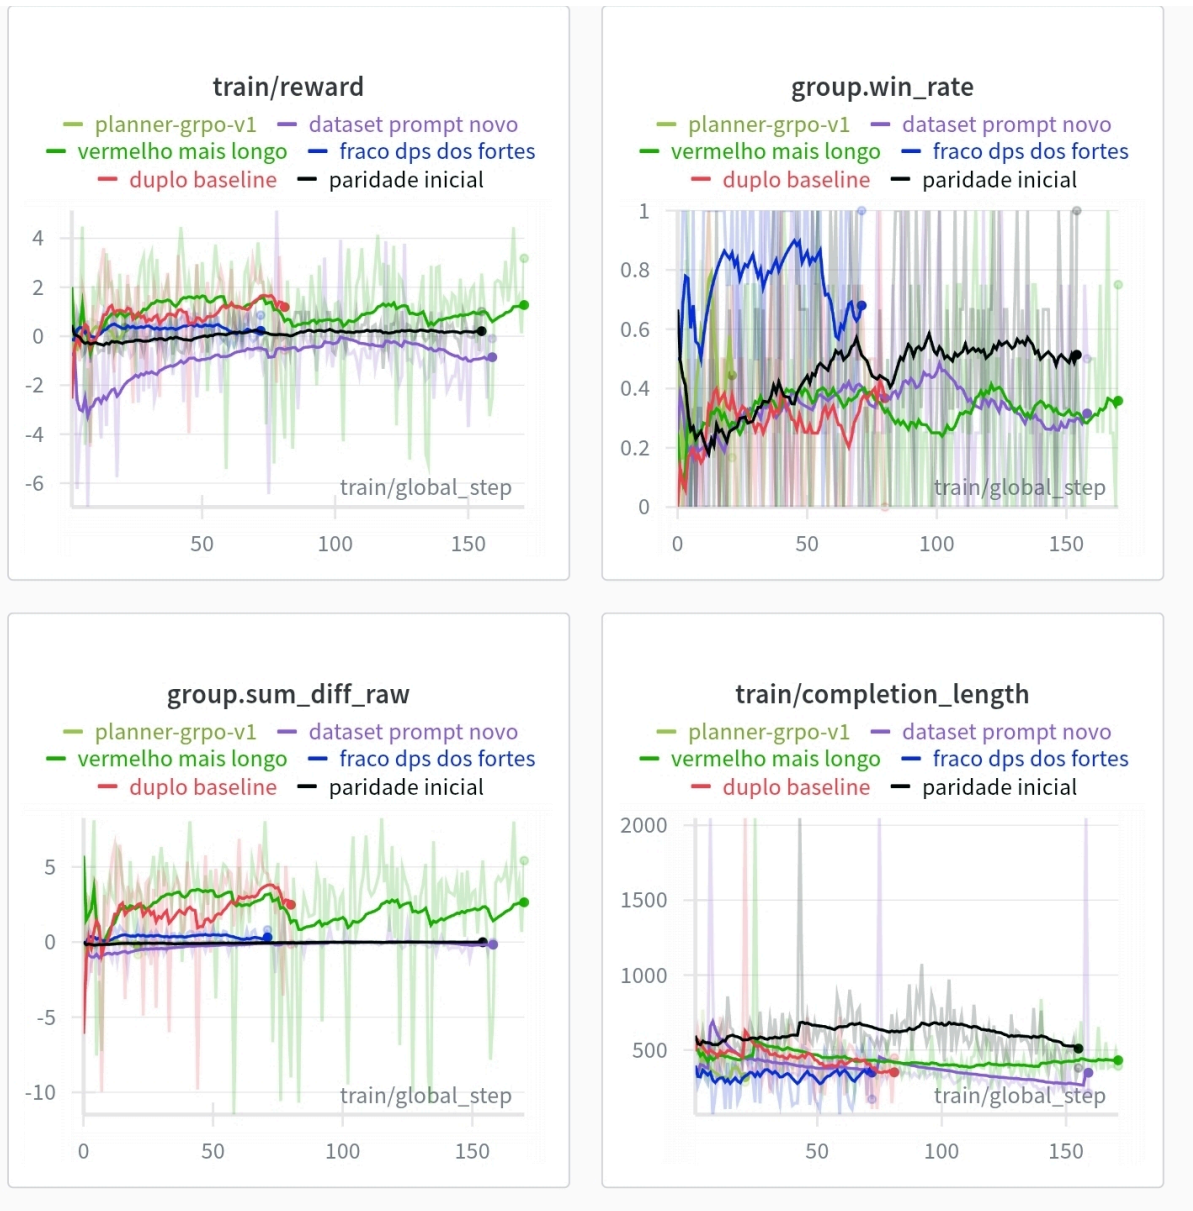 train/reward
planner-grpo-v1 dataset prompt novo
vermelho mais longo fraco dps dos fortes
duplo baseline paridade inicial
4
2
0
-2
-4
-6
train/global_step
50 100 150
group.win_rate
planner-grpo-v1 dataset prompt novo
vermelho mais longo fraco dps dos fortes
duplo baseline paridade inicial
1
0.8
0.6
0.4
0.2
0
train/global_step
0 50 100 150
group.sum_diff_raw
planner-grpo-v1 dataset prompt novo
vermelho mais longo fraco dps dos fortes
duplo baseline paridade inicial
5
0
-5
-10
train/global_step
0 50 100 150
train/completion_length
planner-grpo-v1 dataset prompt novo
vermelho mais longo fraco dps dos fortes
duplo baseline paridade inicial
2000
1500
1000
500
train/global_step
50 100 150